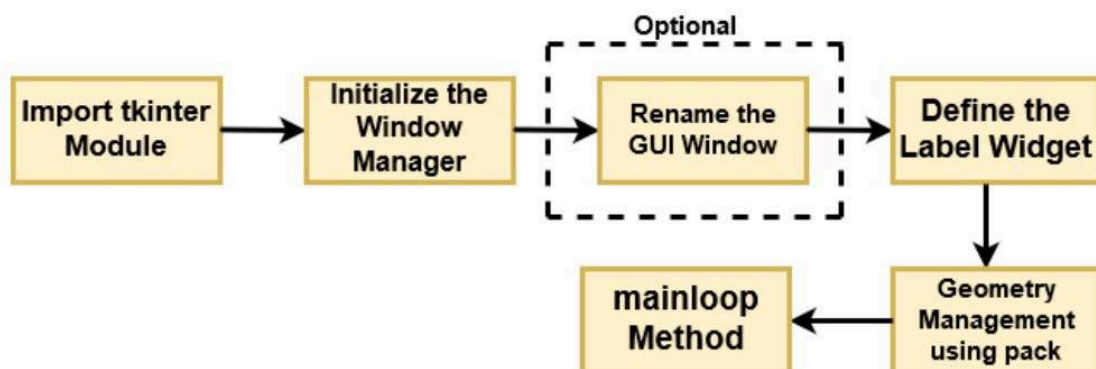 Optional
Import tkinter
Module
Initialize the
Window
Manager
Rename the
GUI Window
Define the
Label Widget
Geometry
Management
using pack
mainloop
Method